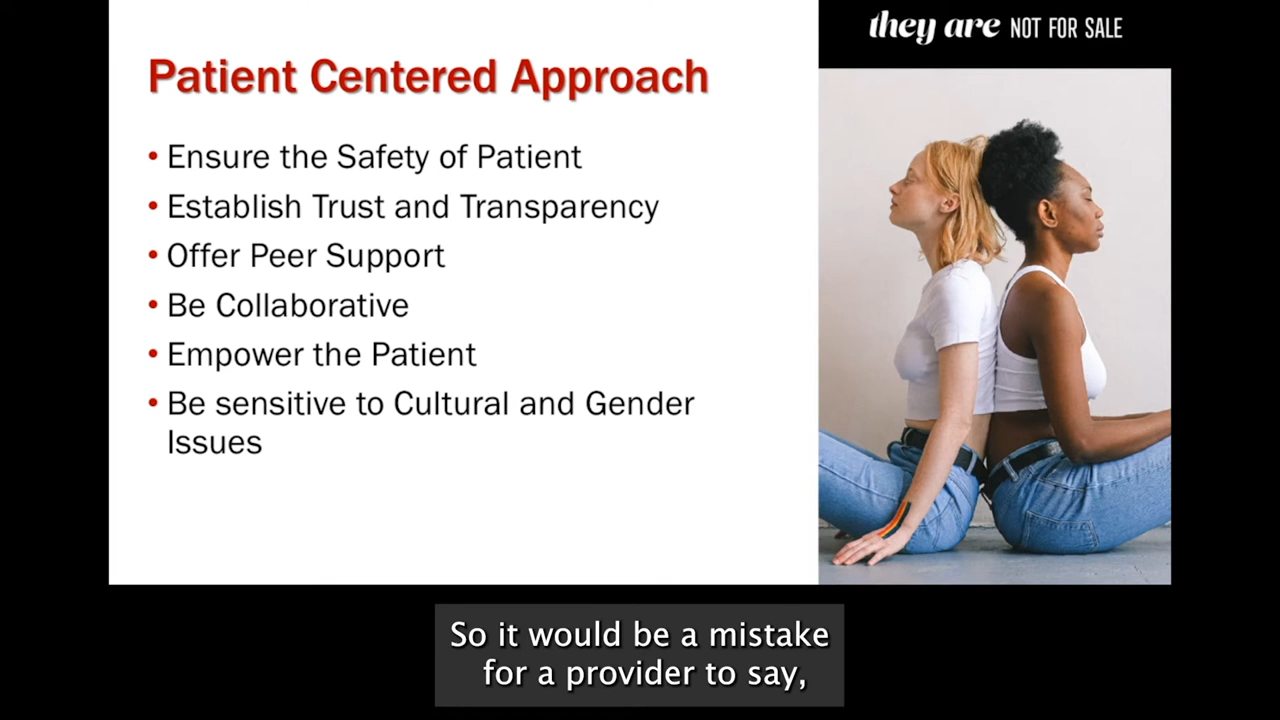 they are NOT FOR SALE
Patient Centered Approach
• Ensure the Safety of Patient
• Establish Trust and Transparency
• Offer Peer Support
• Be Collaborative
• Empower the Patient
• Be sensitive to Cultural and Gender
Issues
So it would be a mistake
for a provider to say,